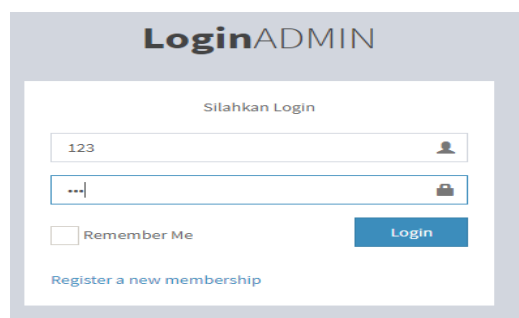 LoginADMIN
Silahkan Login
123
•••
Remember Me
Login
Register a new membership